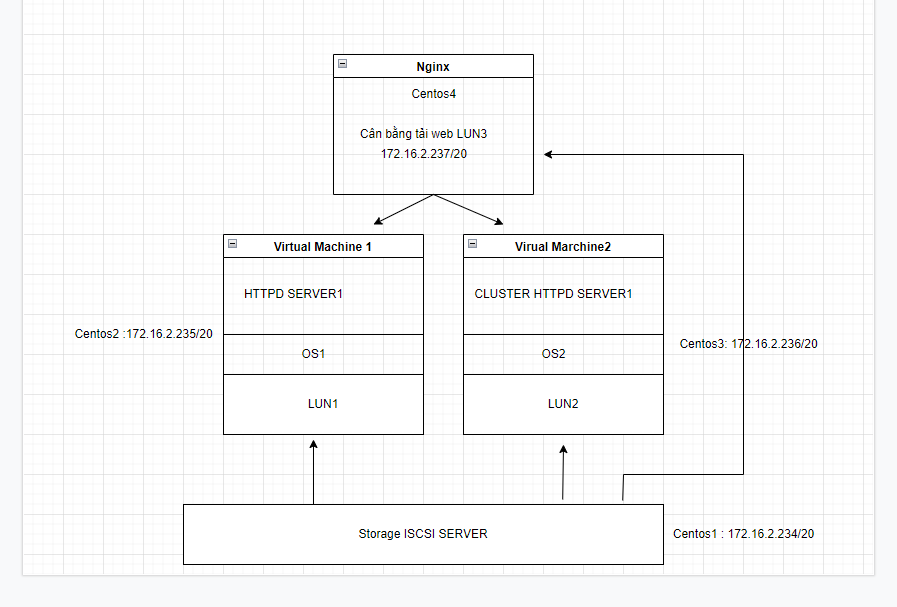 Nginx
Centos4
Cân bằng tải web LUN3
172.16.2.237/20
Virtual Machine 1
Virual Marchine2
HTTPD SERVER1
CLUSTER HTTPD SERVER1
Centos2 :172.16.2.235/20
Centos3: 172.16.2.236/20
OS1
OS2
LUN1
LUN2
Storage ISCSI SERVER
Centos1 : 172.16.2.234/20